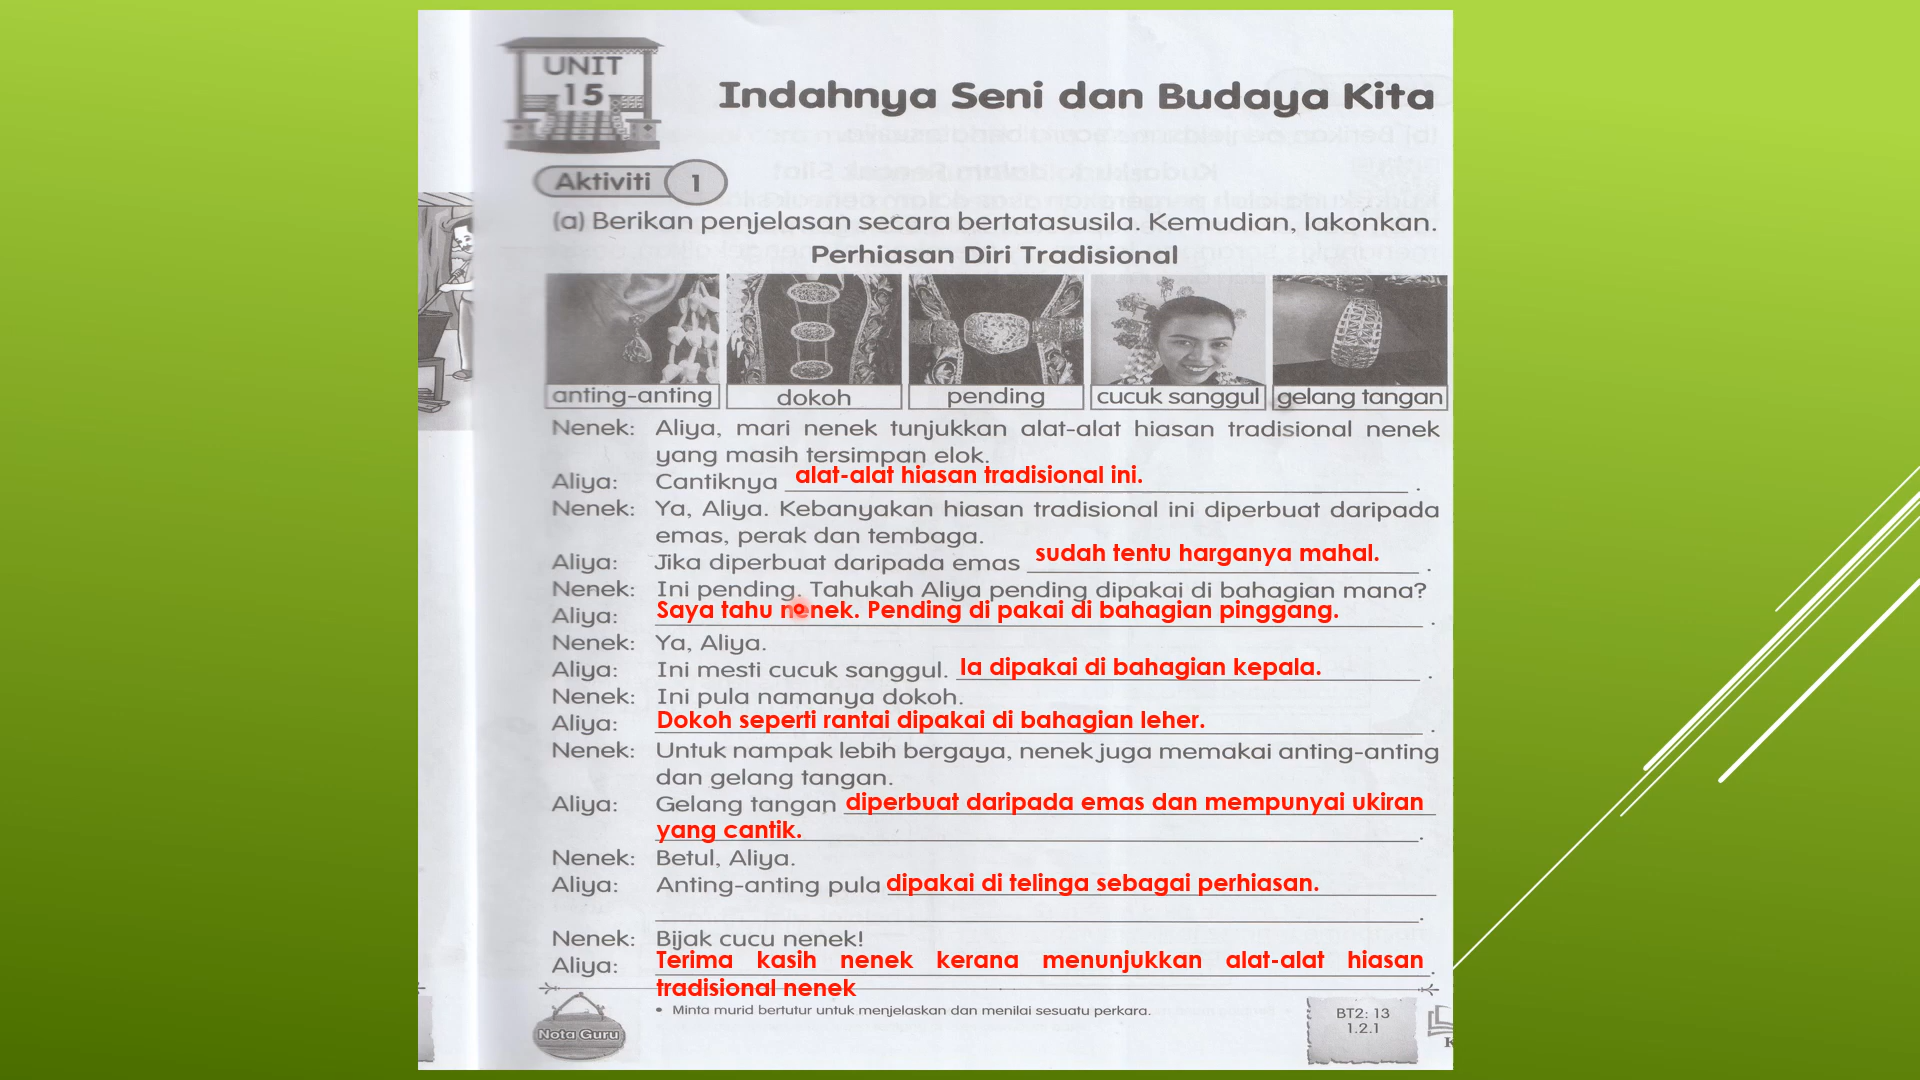 UNIT
15
Indahnya Seni dan Budaya Kita
Aktiviti 1
(a) Berikan penjelasan secara bertatasusila. Kemudian, lakonkan.
Perhiasan Diri Tradisional
anting-anting dokoh pending cucuk sanggul gelang tangan
Nenek: Aliya, mari nenek tunjukkan alat-alat hiasan tradisional nenek
yang masih tersimpan elok.
Aliya: Cantiknya alat-alat hiasan tradisional ini. .
Nenek: Ya, Aliya. Kebanyakan hiasan tradisional ini diperbuat daripada
emas, perak dan tembaga.
Aliya: Jika diperbuat daripada emas sudah tentu harganya mahal. .
Nenek: Ini pending. Tahukah Aliya pending dipakai di bahagian mana?
Aliya: Saya tahu nenek. Pending di pakai di bahagian pinggang. .
Nenek: Ya, Aliya.
Aliya: Ini mesti cucuk sanggul. Ia dipakai di bahagian kepala. .
Nenek: Ini pula namanya dokoh.
Aliya: Dokoh seperti rantai dipakai di bahagian leher. .
Nenek: Untuk nampak lebih bergaya, nenek juga memakai anting-anting
dan gelang tangan.
Aliya: Gelang tangan diperbuat daripada emas dan mempunyai ukiran
yang cantik. .
Nenek: Betul, Aliya.
Aliya: Anting-anting pula dipakai di telinga sebagai perhiasan.
.
Nenek: Bijak cucu nenek!
Aliya: Terima kasih nenek kerana menunjukkan alat-alat hiasan .
tradisional nenek
Nota Guru
• Minta murid bertutur untuk menjelaskan dan menilai sesuatu perkara.
BT2: 13
1.2.1